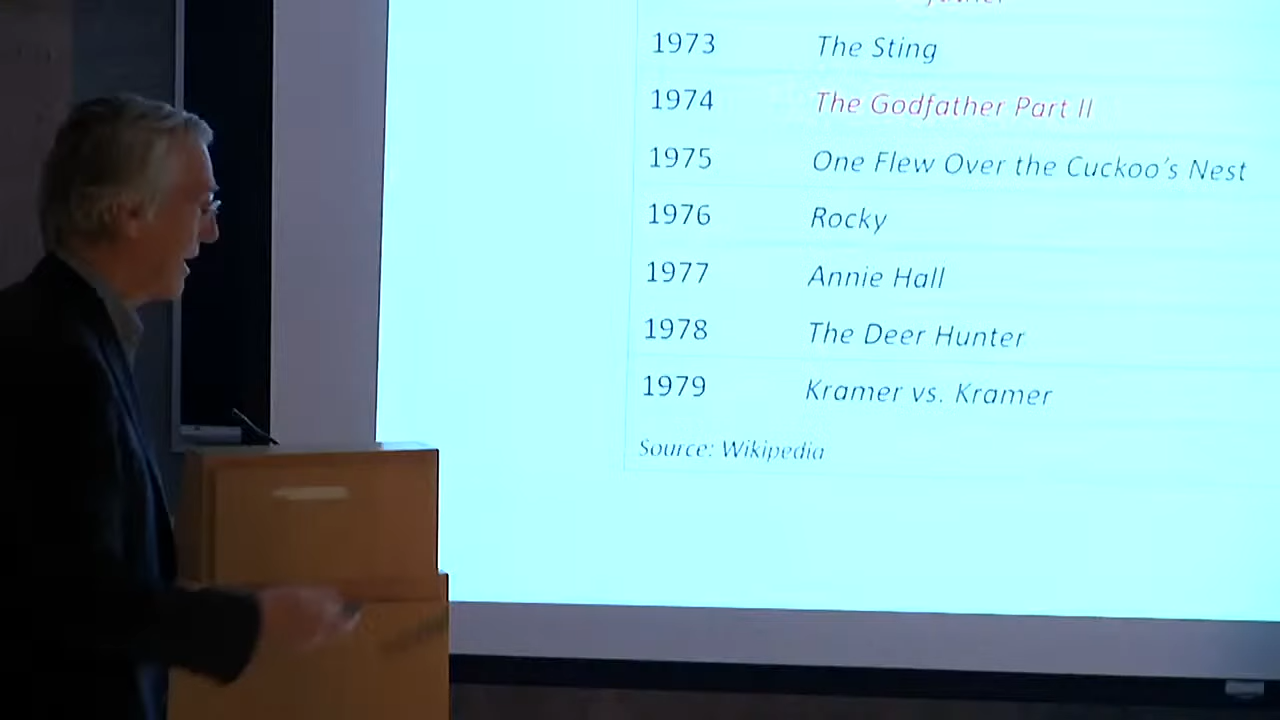 1973 The Sting
1974 The Godfather Part II
1975 One Flew Over the Cuckoo's Nest
1976 Rocky
1977 Annie Hall
1978 The Deer Hunter
1979 Kramer vs. Kramer
Source: Wikipedia